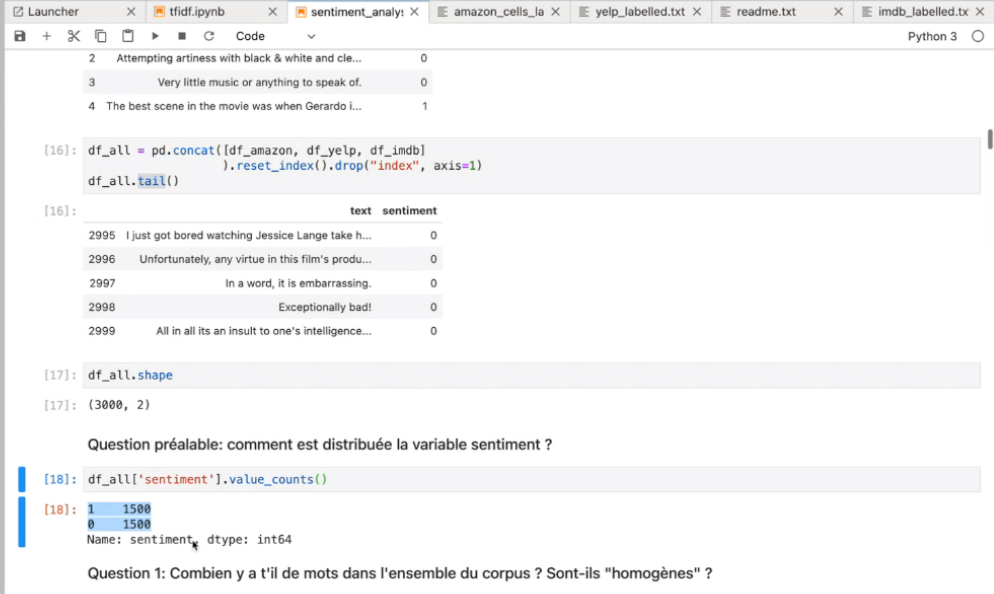 Launcher
tfidf.ipynb
sentiment_analys
amazon_cells_la
yelp_labelled.txt
readme.txt
imdb_labelled.tx
Code
Python 3
2 Attempting artiness with black & white and cle... 0
3 Very little music or anything to speak of. 0
4 The best scene in the movie was when Gerardo i... 1
[16]: df_all = pd.concat([df_amazon, df_yelp, df_imdb]
).reset_index().drop("index", axis=1)
df_all.tail()
[16]: text sentiment
2995 I just got bored watching Jessice Lange take h... 0
2996 Unfortunately, any virtue in this film's produ... 0
2997 In a word, it is embarrassing. 0
2998 Exceptionally bad! 0
2999 All in all its an insult to one's intelligence... 0
[17]: df_all.shape
[17]: (3000, 2)
Question préalable: comment est distribuée la variable sentiment ?
[18]: df_all['sentiment'].value_counts()
[18]: 1 1500
0 1500
Name: sentiment, dtype: int64
Question 1: Combien y a t'il de mots dans l'ensemble du corpus ? Sont-ils "homogènes" ?